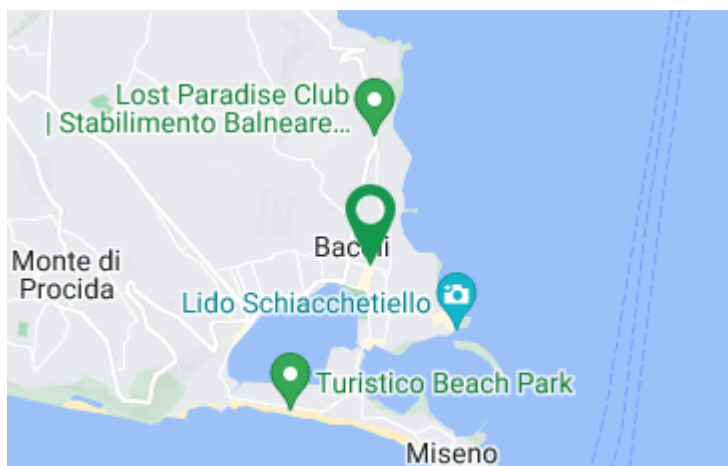 Lost Paradise Club
| Stabilimento Balneare...
Monte di
Procida
Lido Schiacchetiello
Turistico Beach Park
Miseno